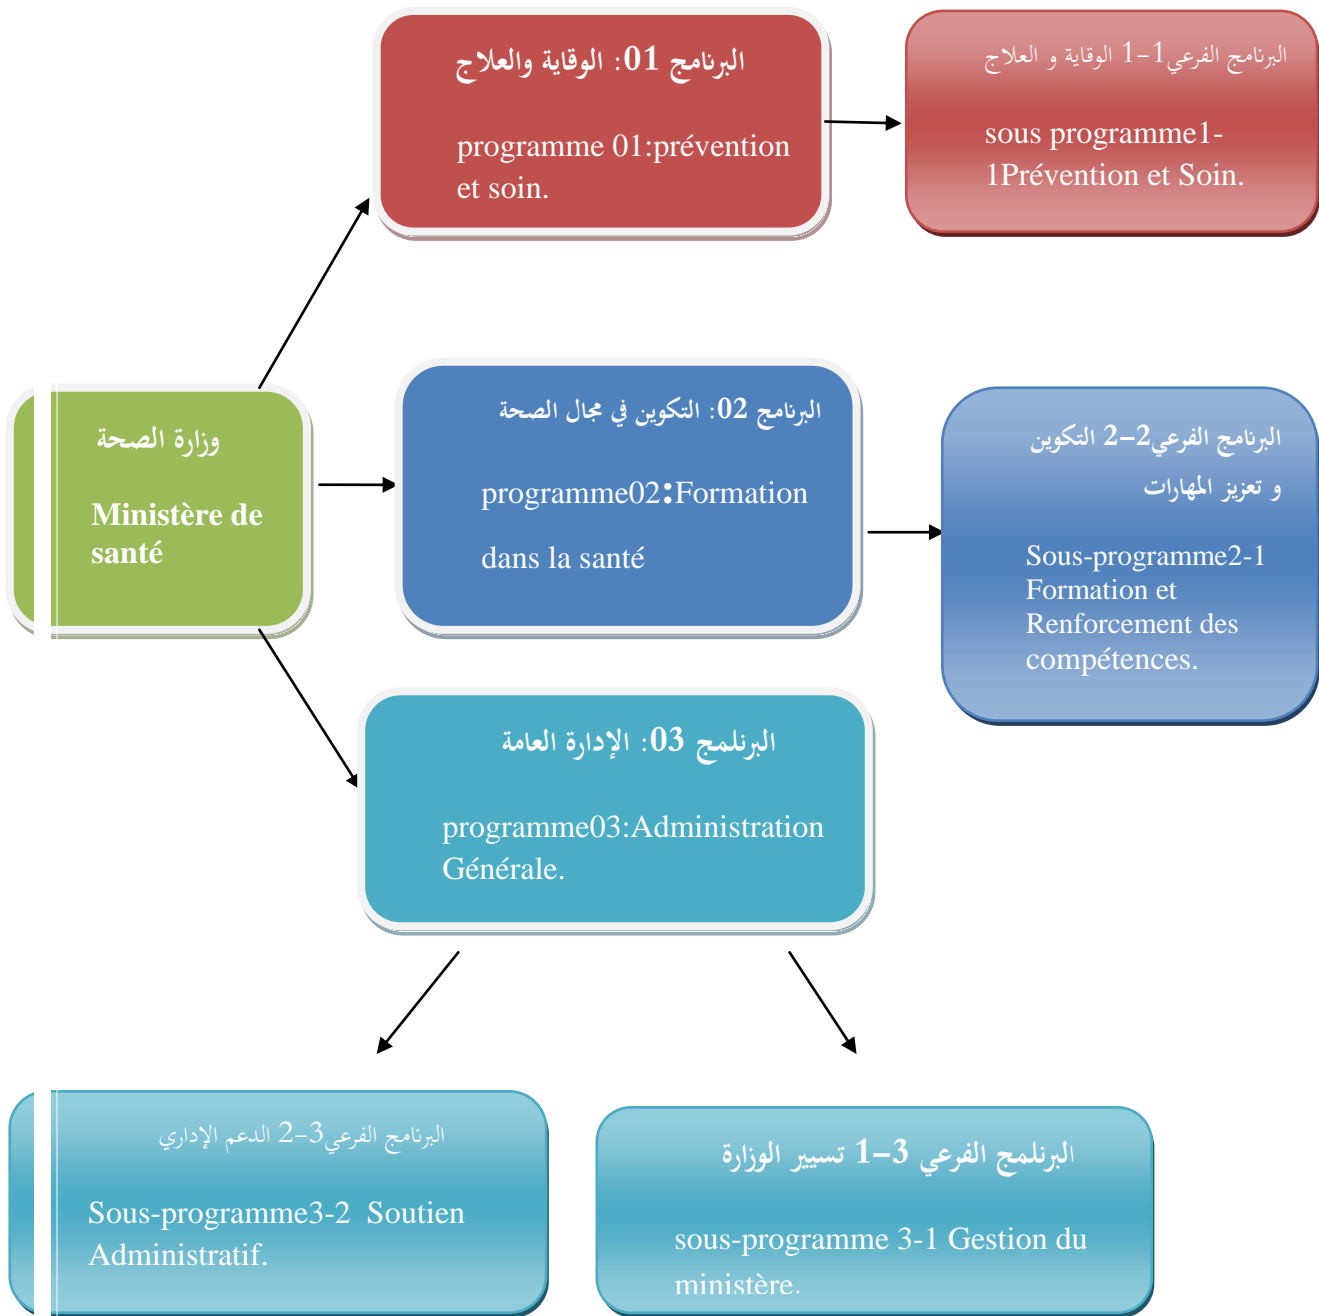 البرنامج 01: الوقاية والعلاج
programme 01:prévention
et soin.
البرنامج الفرعي1-1 الوقاية و العلاج
sous programme1-
1Prévention et Soin.
وزارة الصحة
Ministère de
santé
البرنامج 02: التكوين في مجال الصحة
programme02:Formation
dans la santé
البرنامج الفرعي2-2 التكوين
و تعزيز المهارات
Sous-programme2-1
Formation et
Renforcement des
compétences.
البرنلمج 03: الإدارة العامة
programme03:Administration
Générale.
البرنامج الفرعي3-2 الدعم الإداري
Sous-programme3-2 Soutien
Administratif.
البرنلمج الفرعي 3-1 تسيير الوزارة
sous-programme 3-1 Gestion du
ministère.